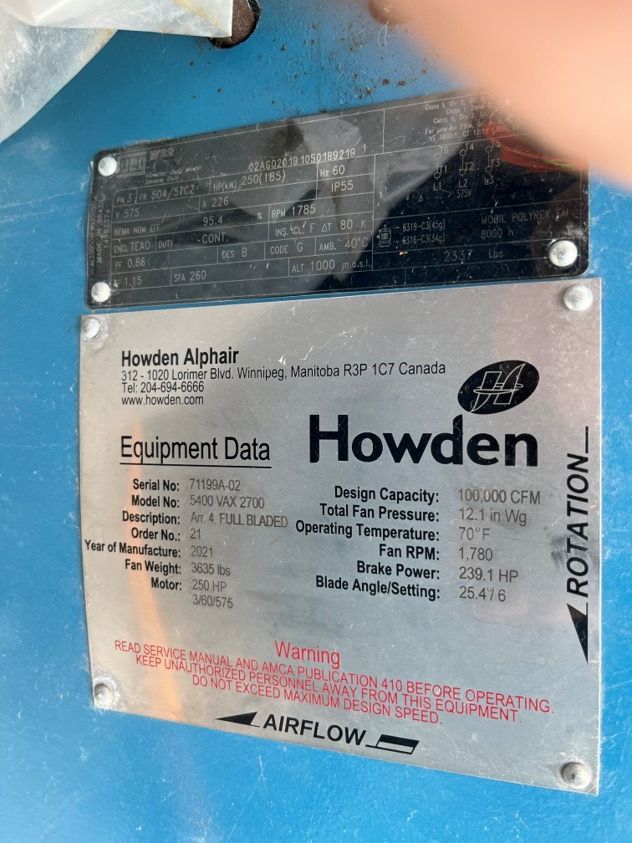 W22
02AG0201910501892​19
FR 504/5TC2
HP(kW) 250(185)
Hz 60
V 575
A 226
IP55
NEMA NOM EFF 95.4 %
RPM 1785
INS. CL. F ΔT 80 K
ENCL TEAO DUTY CONT.
DES B
CODE G
AMB. 40°C
PF 0.86
SFA 260
ALT 1000 m.a.s.l.
1.15
6319-C3(45g)
6316-C3(34g)
MOBIL POLYREX EM
8000 h
Lbs
Howden Alphair
312 - 1020 Lorimer Blvd. Winnipeg, Manitoba R3P 1C7 Canada
Tel: 204-694-6666
www.howden.com
Howden
Equipment Data
Serial No: 71199A-02
Model No: 5400 VAX 2700
Description: Arr. 4, FULL BLADED
Order No.: 21
Year of Manufacture: 2021
Fan Weight: 3635 lbs
Motor: 250 HP
3/60/575
Design Capacity: 100,000 CFM
Total Fan Pressure: 12.1 in Wg
Operating Temperature: 70°F
Fan RPM: 1,780
Brake Power: 239.1 HP
Blade Angle/Setting: 25.4 / 6
ROTATION
Warning
READ SERVICE MANUAL AND AMCA PUBLICATION 410 BEFORE OPERATING.
KEEP UNAUTHORIZED PERSONNEL AWAY FROM THIS EQUIPMENT.
DO NOT EXCEED MAXIMUM DESIGN SPEED.
AIRFLOW